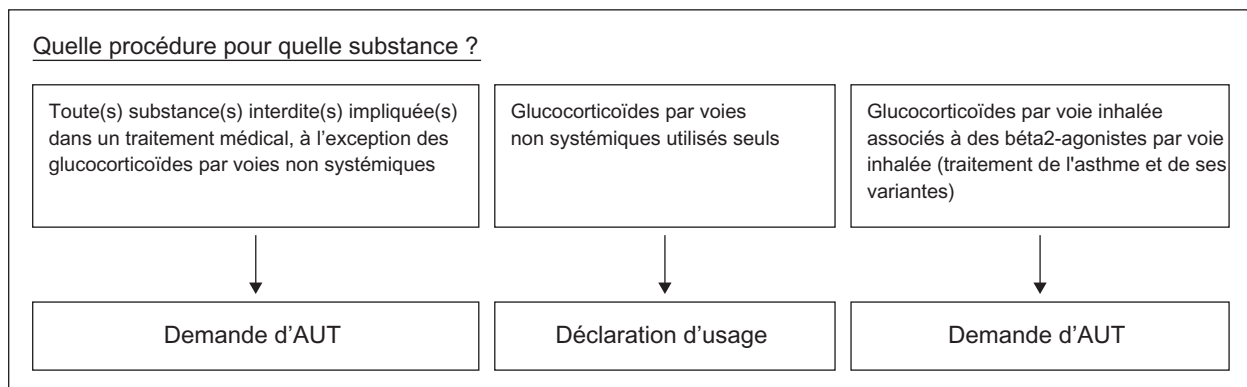 Quelle procédure pour quelle substance ?
Toute(s) substance(s) interdite(s) impliquée(s)
dans un traitement médical, à l’exception des
glucocorticoïdes par voies non systémiques
Glucocorticoïdes par voies
non systémiques utilisés seuls
Glucocorticoïdes par voie inhalée
associés à des béta2-agonistes par voie
inhalée (traitement de l'asthme et de ses
variantes)
Demande d’AUT
Déclaration d’usage
Demande d’AUT